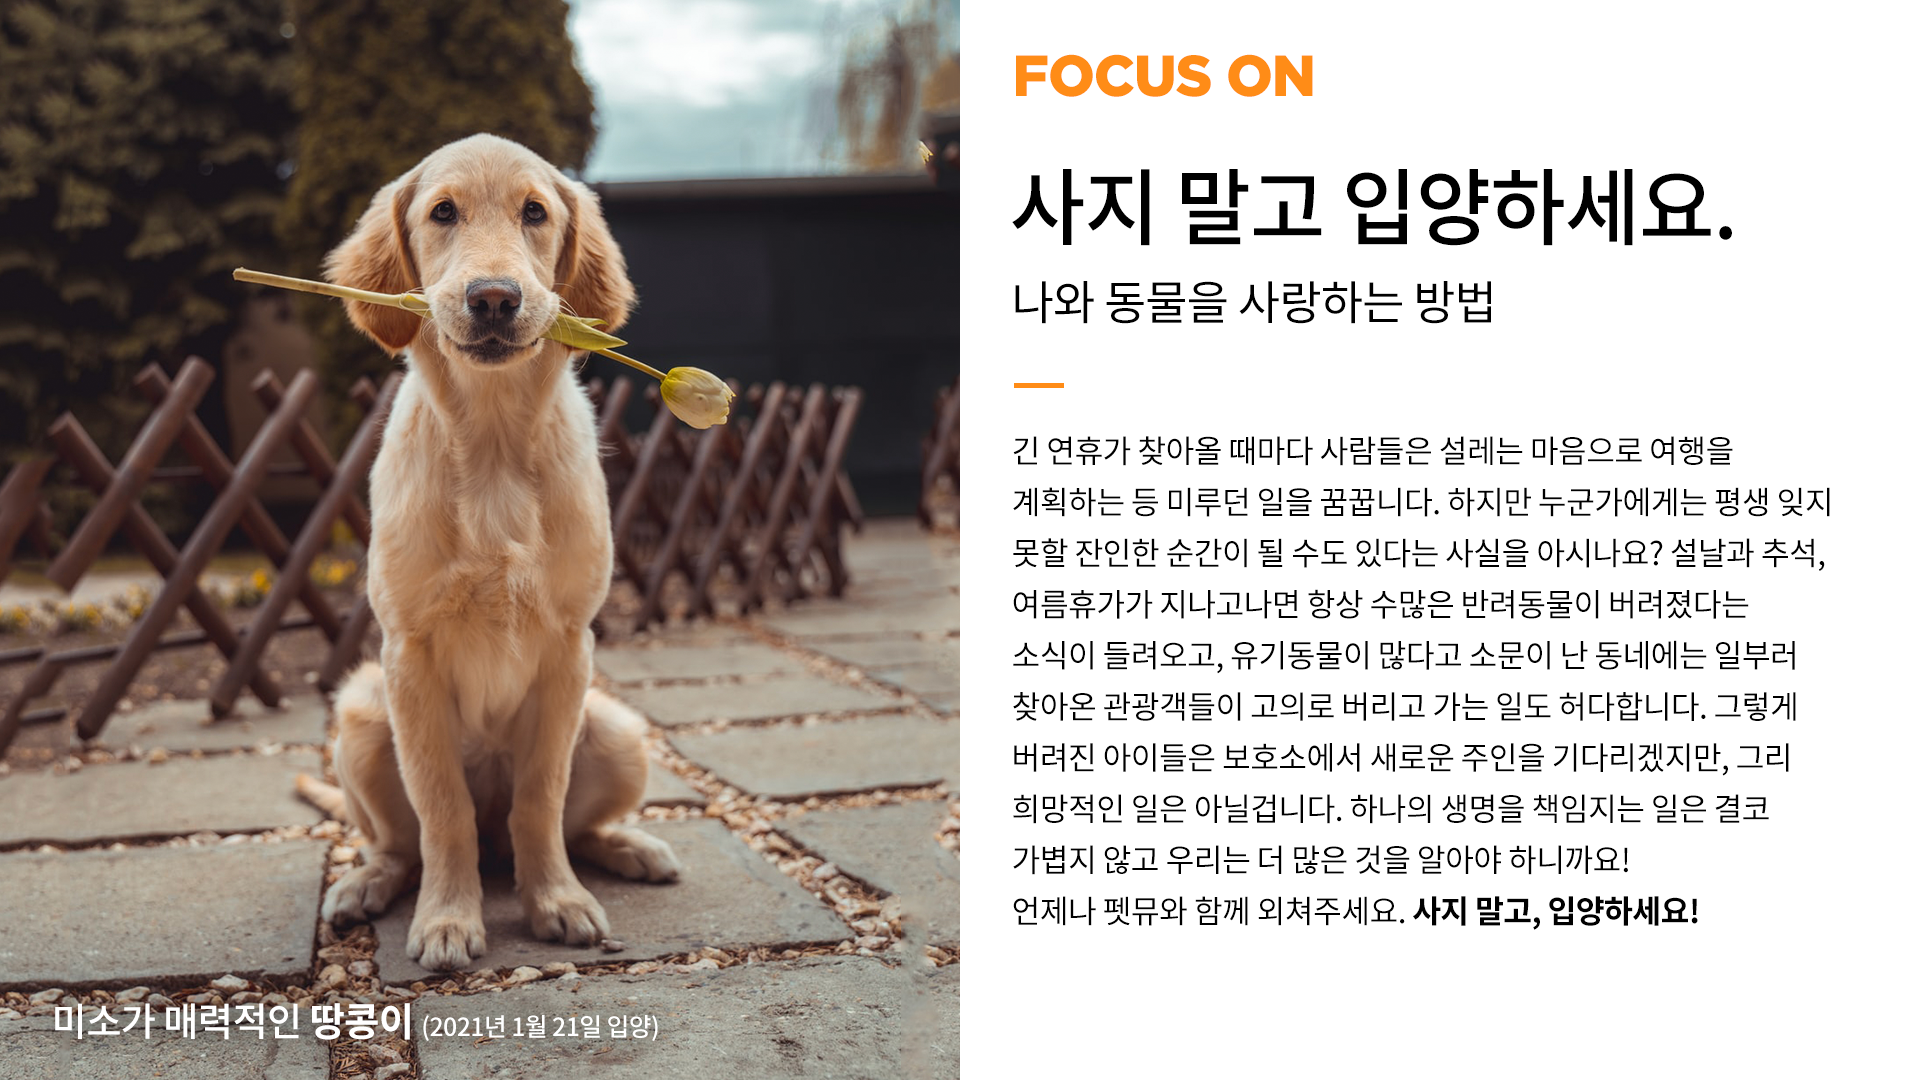 FOCUS ON
사지 말고 입양하세요.
나와 동물을 사랑하는 방법
긴 연휴가 찾아올 때마다 사람들은 설레는 마음으로 여행을
계획하는 등 미루던 일을 꿈꿉니다. 하지만 누군가에게는 평생 잊지
못할 잔인한 순간이 될 수도 있다는 사실을 아시나요? 설날과 추석,
여름휴가가 지나고나면 항상 수많은 반려동물이 버려졌다는
소식이 들려오고, 유기동물이 많다고 소문이 난 동네에는 일부러
찾아온 관광객들이 고의로 버리고 가는 일도 허다합니다. 그렇게
버려진 아이들은 보호소에서 새로운 주인을 기다리겠지만, 그리
희망적인 일은 아닐겁니다. 하나의 생명을 책임지는 일은 결코
가볍지 않고 우리는 더 많은 것을 알아야 하니까요!
언제나 펫뮤와 함께 외쳐주세요. 사지 말고, 입양하세요!
미소가 매력적인 땅콩이 (2021년 1월 21일 입양)